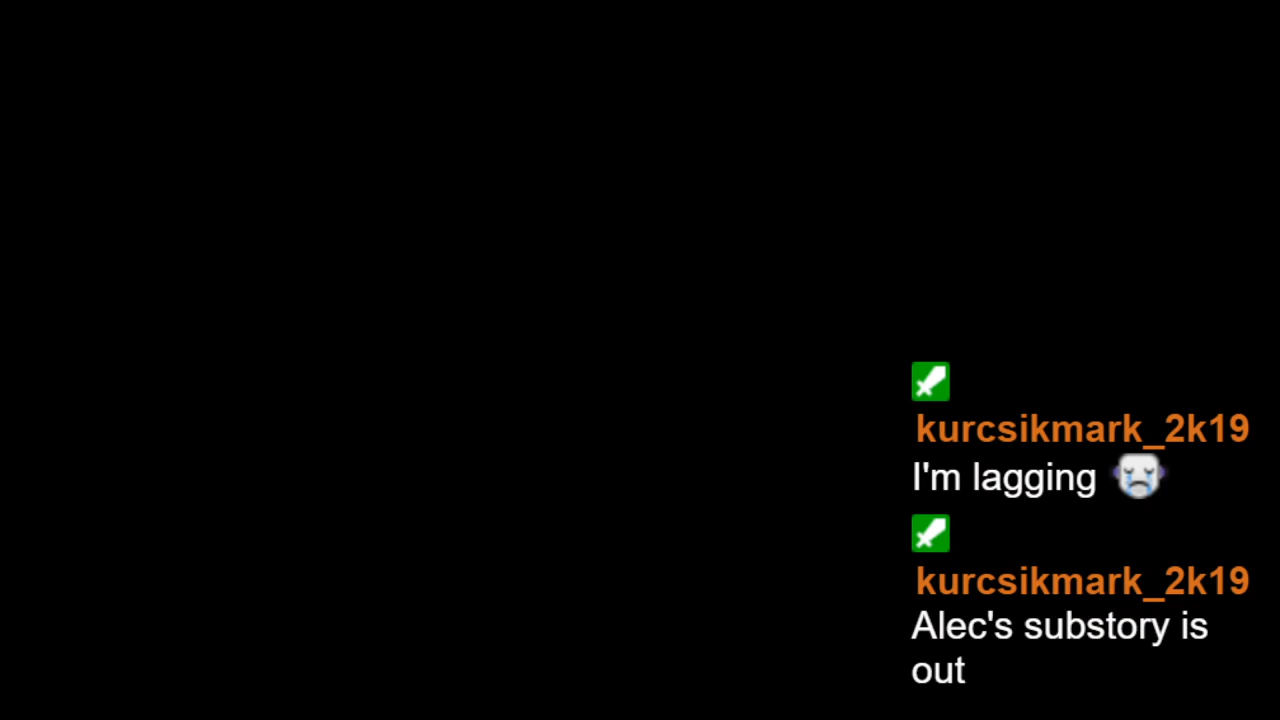 kurcsikmark_2k19
I'm lagging
kurcsikmark_2k19
Alec's substory is
out